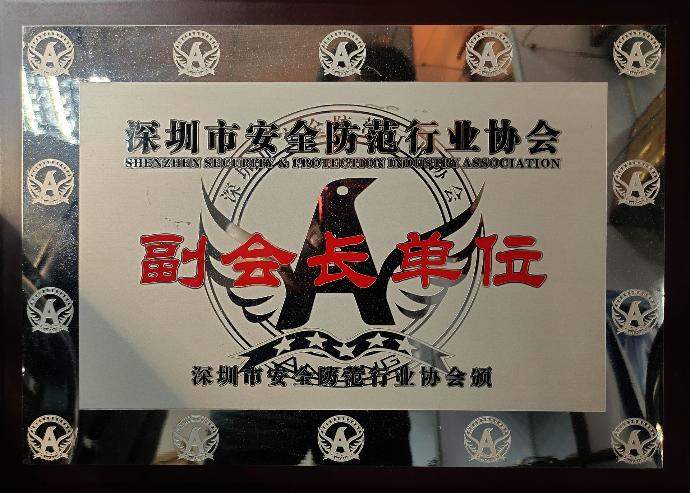 深圳市安全防范行业协会
SHENZHEN SECURITY & PROTECTION INDUSTRY ASSOCIATION
副会长单位
深圳市安全防范行业协会颁